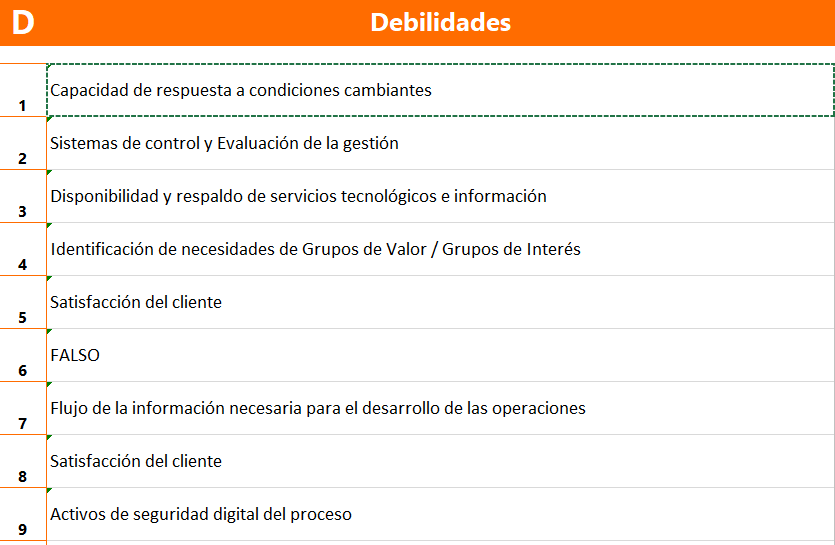 D Debilidades
1 Capacidad de respuesta a condiciones cambiantes
2 Sistemas de control y Evaluación de la gestión
3 Disponibilidad y respaldo de servicios tecnológicos e información
4 Identificación de necesidades de Grupos de Valor / Grupos de Interés
5 Satisfacción del cliente
6 FALSO
7 Flujo de la información necesaria para el desarrollo de las operaciones
8 Satisfacción del cliente
9 Activos de seguridad digital del proceso